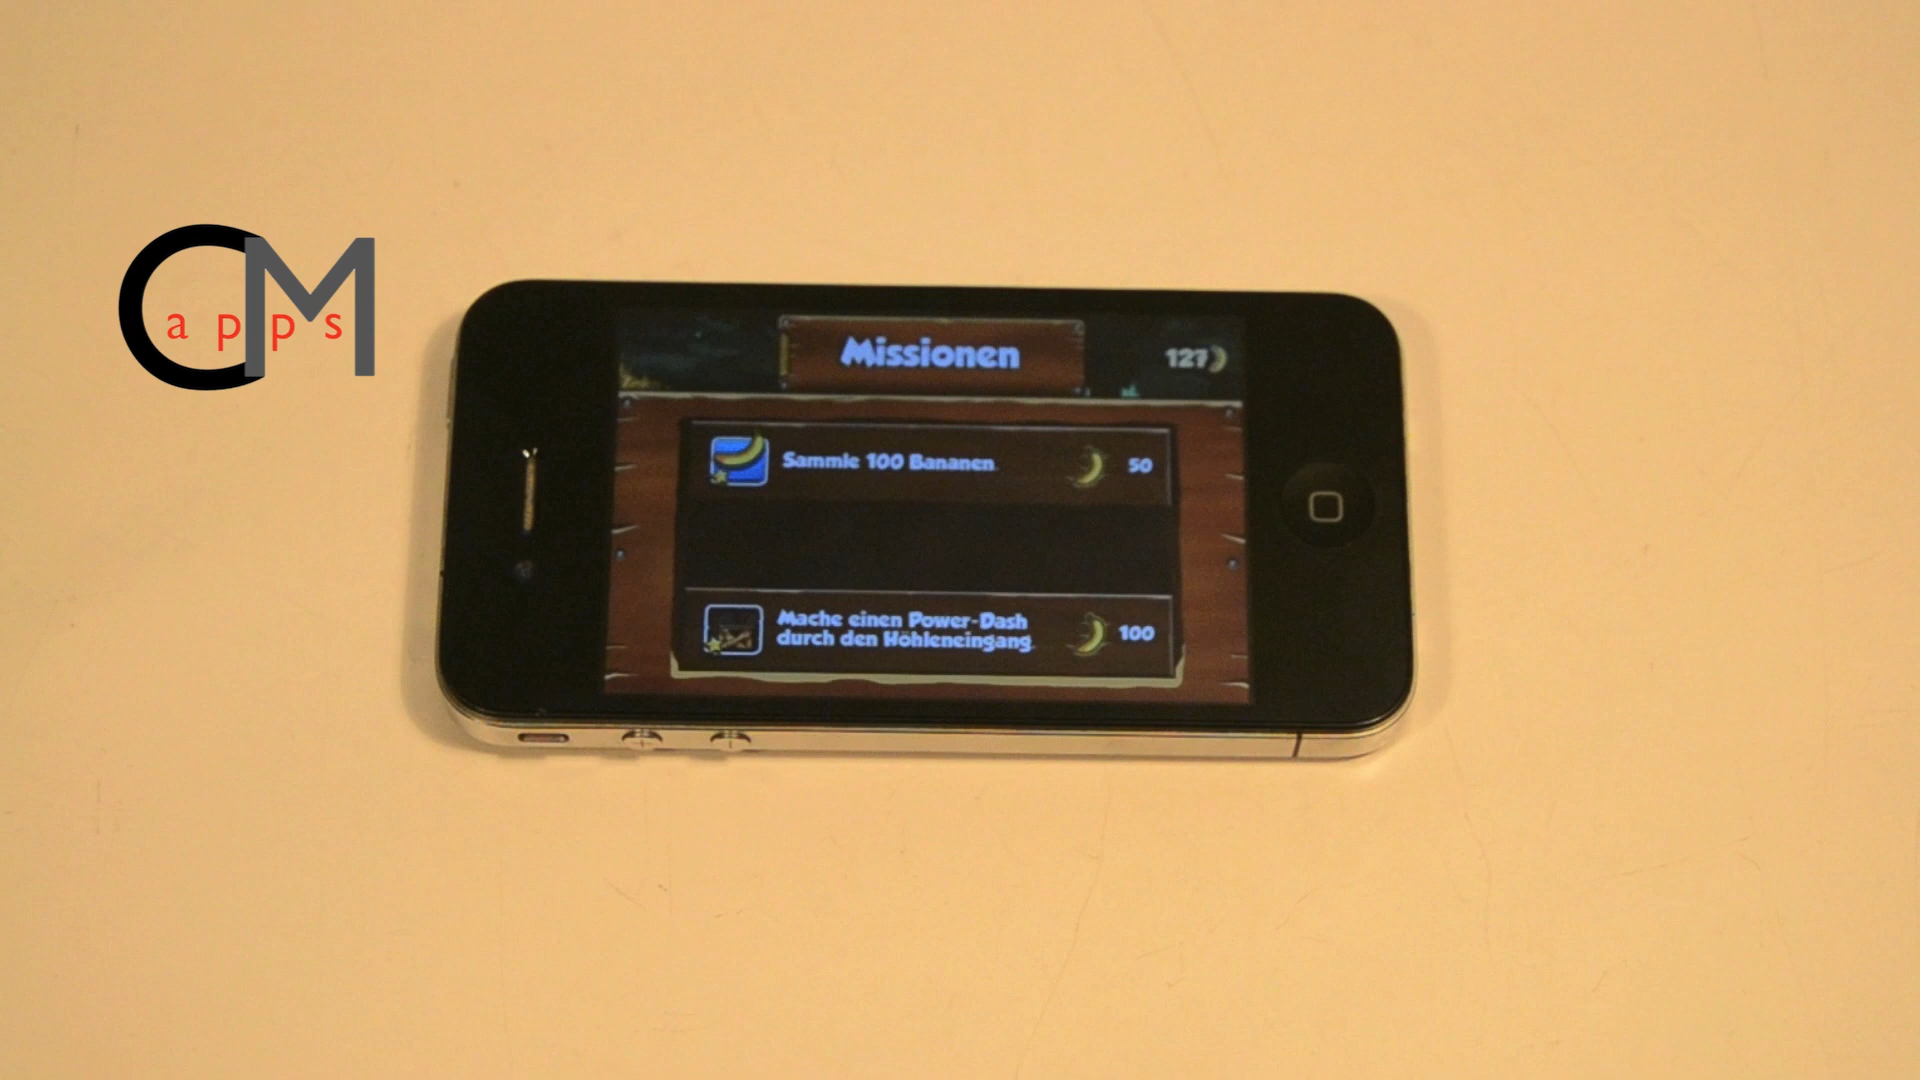 CM
apps
Missionen
127
Sammle 100 Bananen
50
Mache einen Power-Dash
durch den Höhleneingang
100